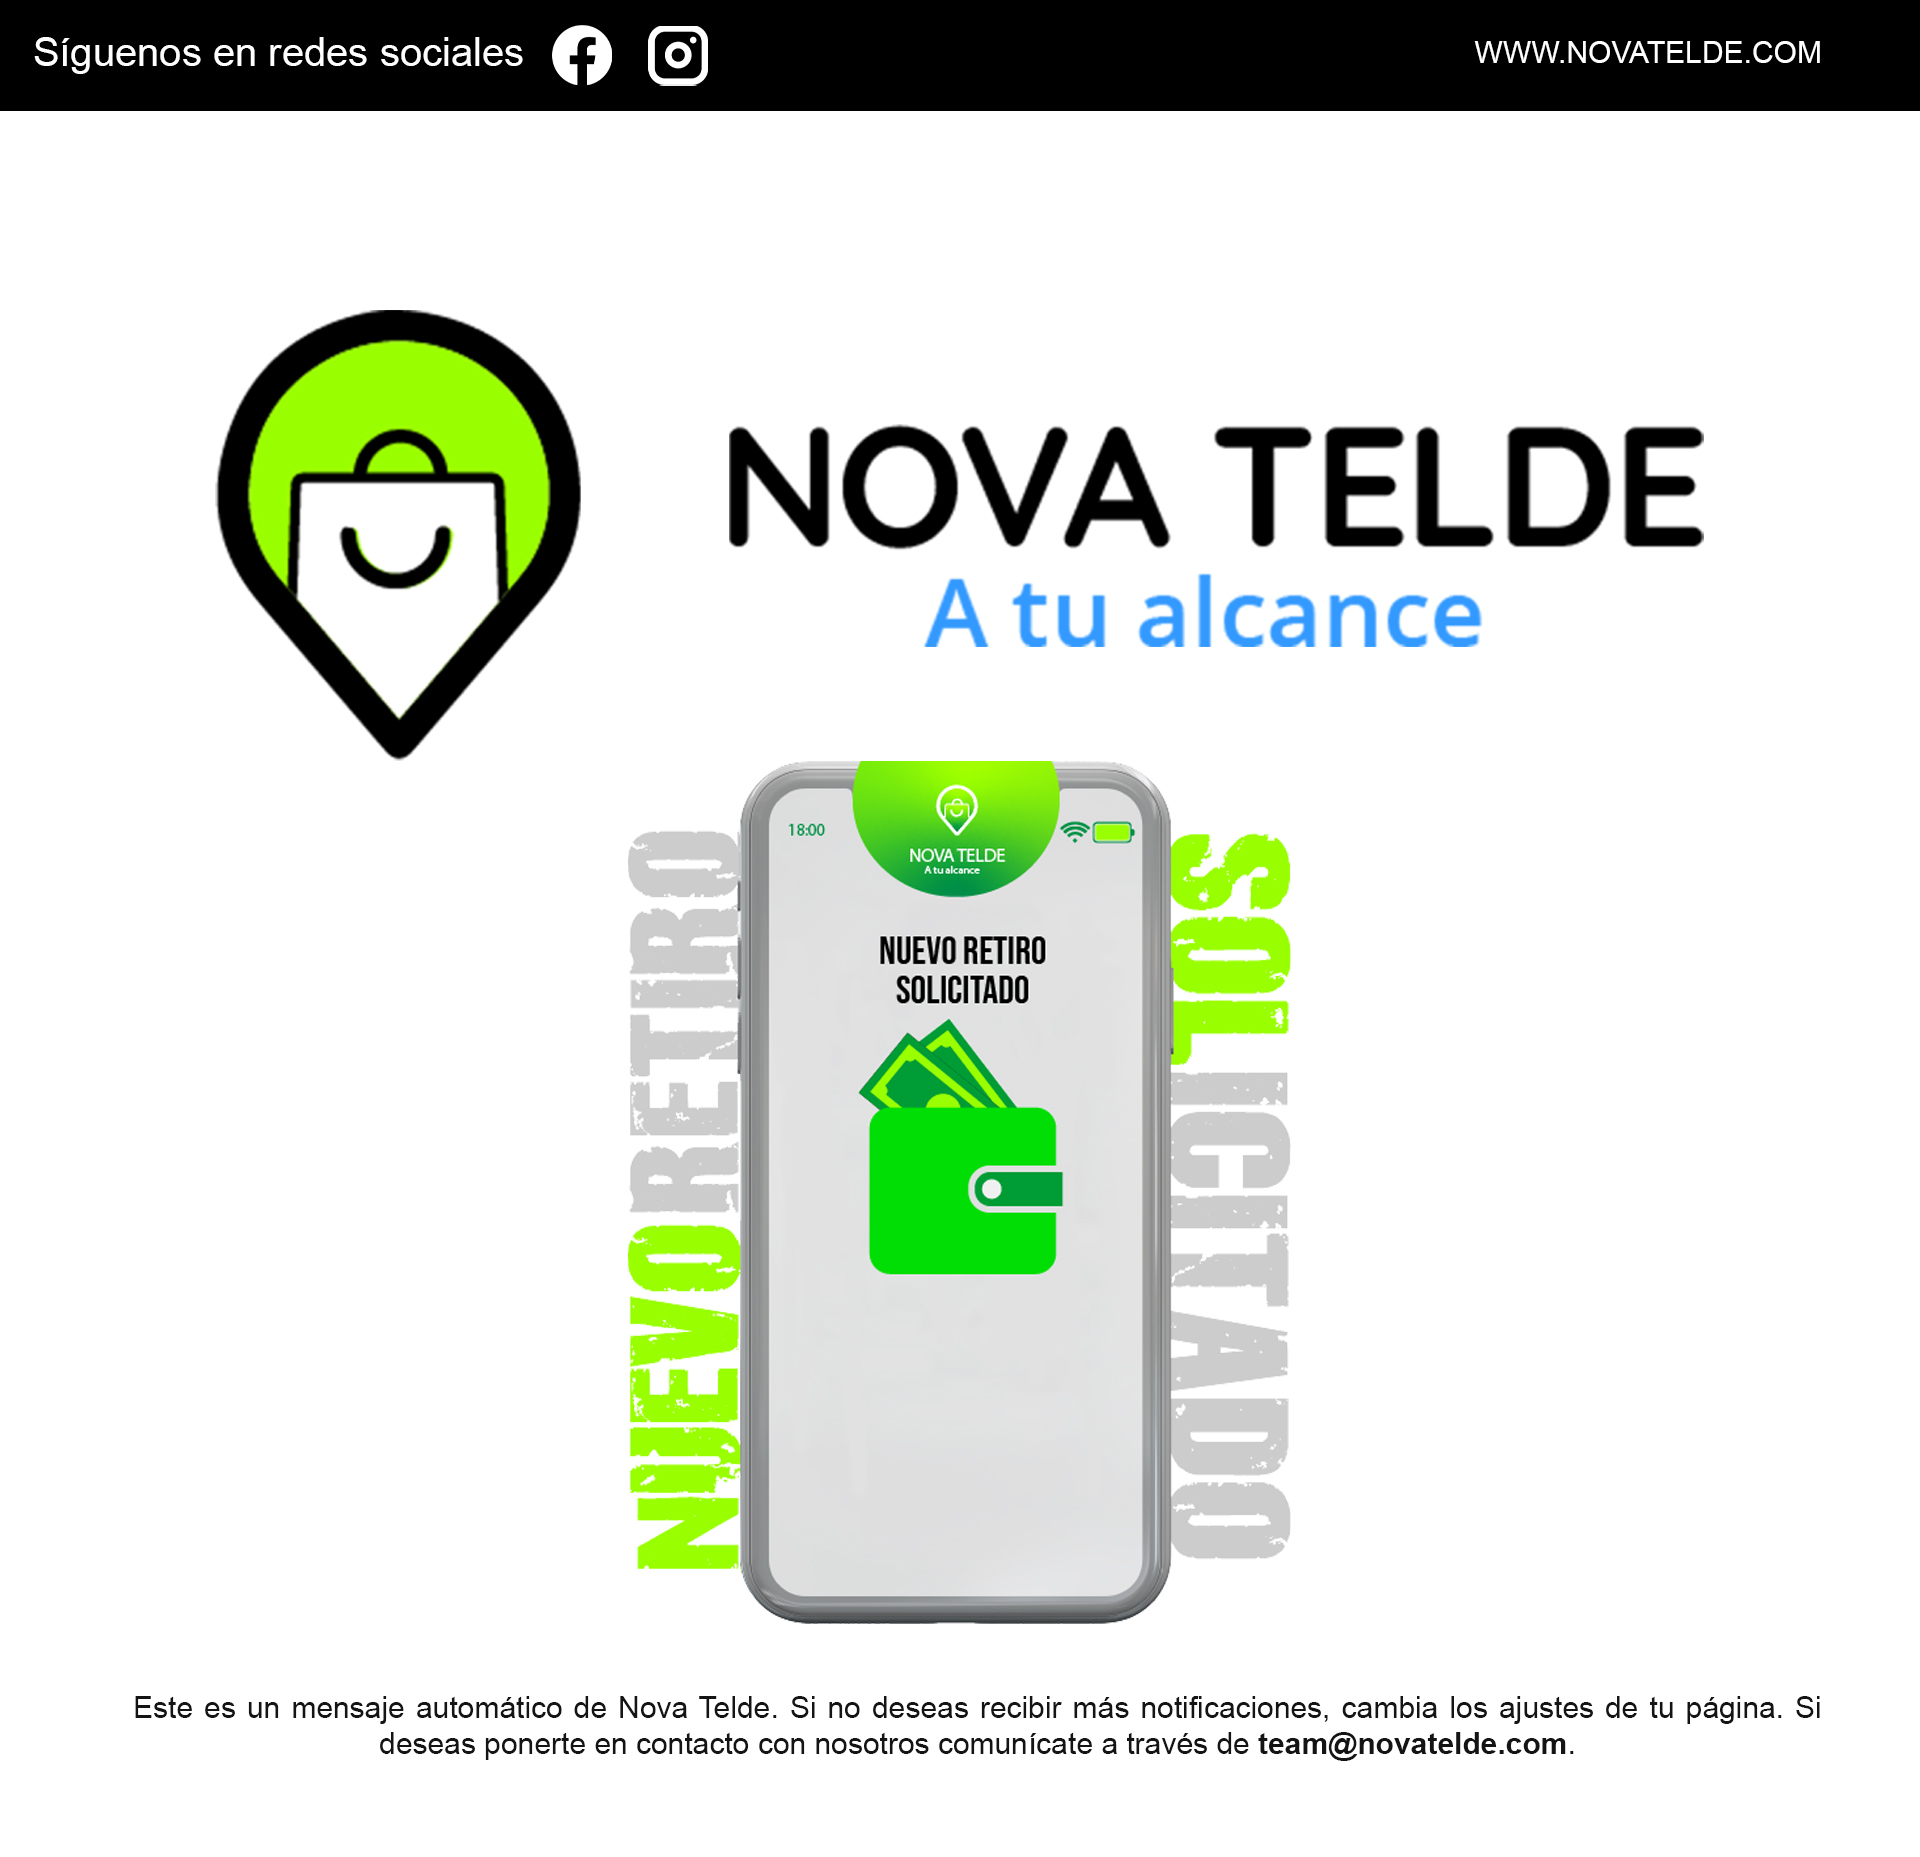 Síguenos en redes sociales
WWW.NOVATELDE.COM
NOVA TELDE
A tu alcance
18:00
NOVA TELDE
A tu alcance
NUEVO RETIRO
SOLICITADO
NUEVORETIRO
SOLICITADO
Este es un mensaje automático de Nova Telde. Si no deseas recibir más notificaciones, cambia los ajustes de tu página. Si
deseas ponerte en contacto con nosotros comunícate a través de team@novatelde.com.